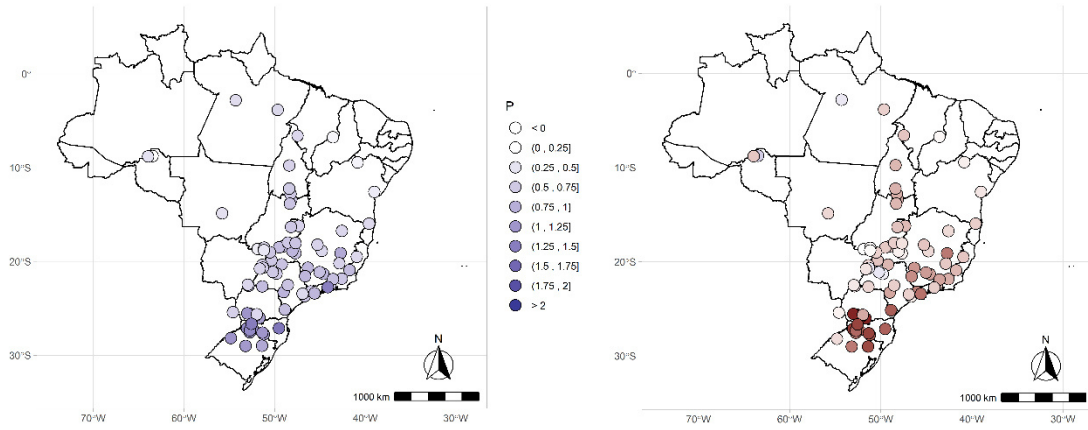 P
< 0
(0 , 0.25]
(0.25 , 0.5]
(0.5 , 0.75]
(0.75 , 1]
(1 , 1.25]
(1.25 , 1.5]
(1.5 , 1.75]
(1.75 , 2]
> 2
0°
10°S
20°S
30°S
70°W
60°W
50°W
40°W
30°W
N
1000 km
0°
10°S
20°S
30°S
70°W
60°W
50°W
40°W
30°W
N
1000 km